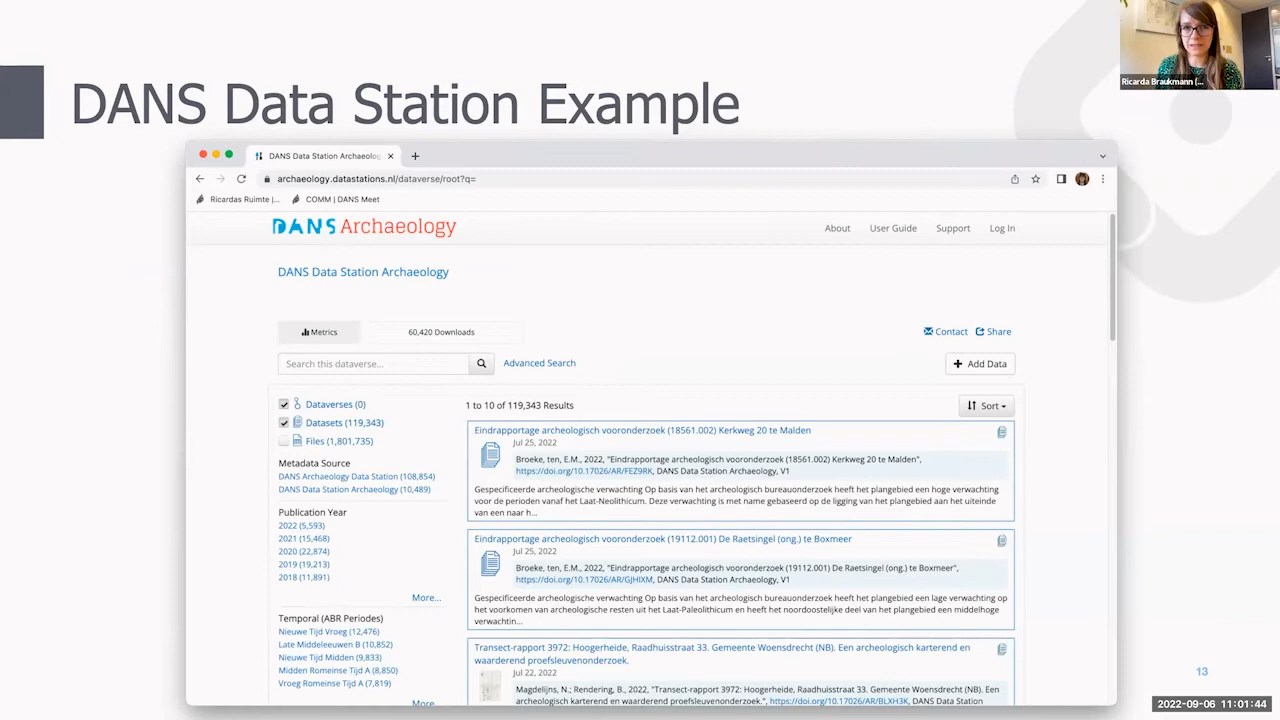 DANS Data Station Example
Ricarda Braukmann (...
DANS Data Station Archaeolog
archaeology.datastations.nl/dataverse/root?q=
Ricardas Ruimte |...
COMM | DANS Meet
DANS Archaeology
About
User Guide
Support
Log In
DANS Data Station Archaeology
Metrics
60,420 Downloads
Contact
Share
Search this dataverse...
Advanced Search
Add Data
Dataverses (0)
Datasets (119,343)
Files (1,801,735)
Metadata Source
DANS Archaeology Data Station (108,854)
DANS Data Station Archaeology (10,489)
Publication Year
2022 (5,593)
2021 (15,468)
2020 (22,874)
2019 (19,213)
2018 (11,891)
More...
Temporal (ABR Periodes)
Nieuwe Tijd Vroeg (12,476)
Late Middeleeuwen B (10,852)
Nieuwe Tijd Midden (9,833)
Midden Romeinse Tijd A (8,850)
Vroeg Romeinse Tijd A (7,819)
More...
1 to 10 of 119,343 Results
Sort
Eindrapportage archeologisch vooronderzoek (18561.002) Kerkweg 20 te Malden
Jul 25, 2022
Broeke, ten, E.M., 2022, "Eindrapportage archeologisch vooronderzoek (18561.002) Kerkweg 20 te Malden",
https://doi.org/10.17026/AR/FEZ9RK, DANS Data Station Archaeology, V1
Gespecificeerde archeologische verwachting Op basis van het archeologisch bureauonderzoek heeft het plangebied een hoge verwachting
voor de perioden vanaf het Laat-Neolithicum. Deze verwachting is met name gebaseerd op de ligging van het plangebied aan het uiteinde
van een naar h...
Eindrapportage archeologisch vooronderzoek (19112.001) De Raetsingel (ong.) te Boxmeer
Jul 25, 2022
Broeke, ten, E.M., 2022, "Eindrapportage archeologisch vooronderzoek (19112.001) De Raetsingel (ong.) te Boxmeer",
https://doi.org/10.17026/AR/GJHIXM, DANS Data Station Archaeology, V1
Gespecificeerde archeologische verwachting Op basis van het archeologisch bureauonderzoek heeft het plangebied een lage verwachting op
het voorkomen van archeologische resten uit het Laat-Paleolithicum en heeft het noordoostelijke deel van het plangebied een middelhoge
verwachtin...
Transect-rapport 3972: Hoogerheide, Raadhuisstraat 33. Gemeente Woensdrecht (NB). Een archeologisch karterend en
waarderend proefsleuvenonderzoek.
Jul 22, 2022
Magdelijns, N.; Rendering, B., 2022, "Transect-rapport 3972: Hoogerheide, Raadhuisstraat 33. Gemeente Woensdrecht (NB). Een
archeologisch karterend en waarderend proefsleuvenonderzoek.", https://doi.org/10.17026/AR/BLXH3K, DANS Data Station
13
2022-09-06 11:01:44